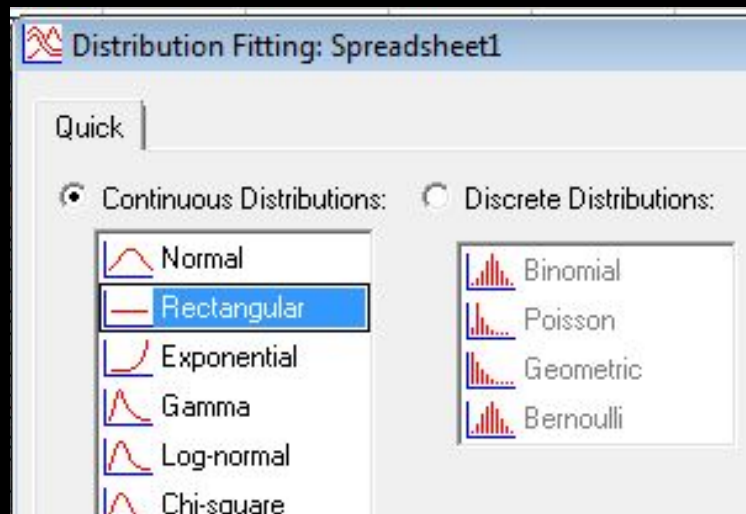 Distribution Fitting: Spreadsheet1
Quick
Continuous Distributions:
Normal
Rectangular
Exponential
Gamma
Log-normal
Chi-square
Discrete Distributions:
Binomial
Poisson
Geometric
Bernoulli